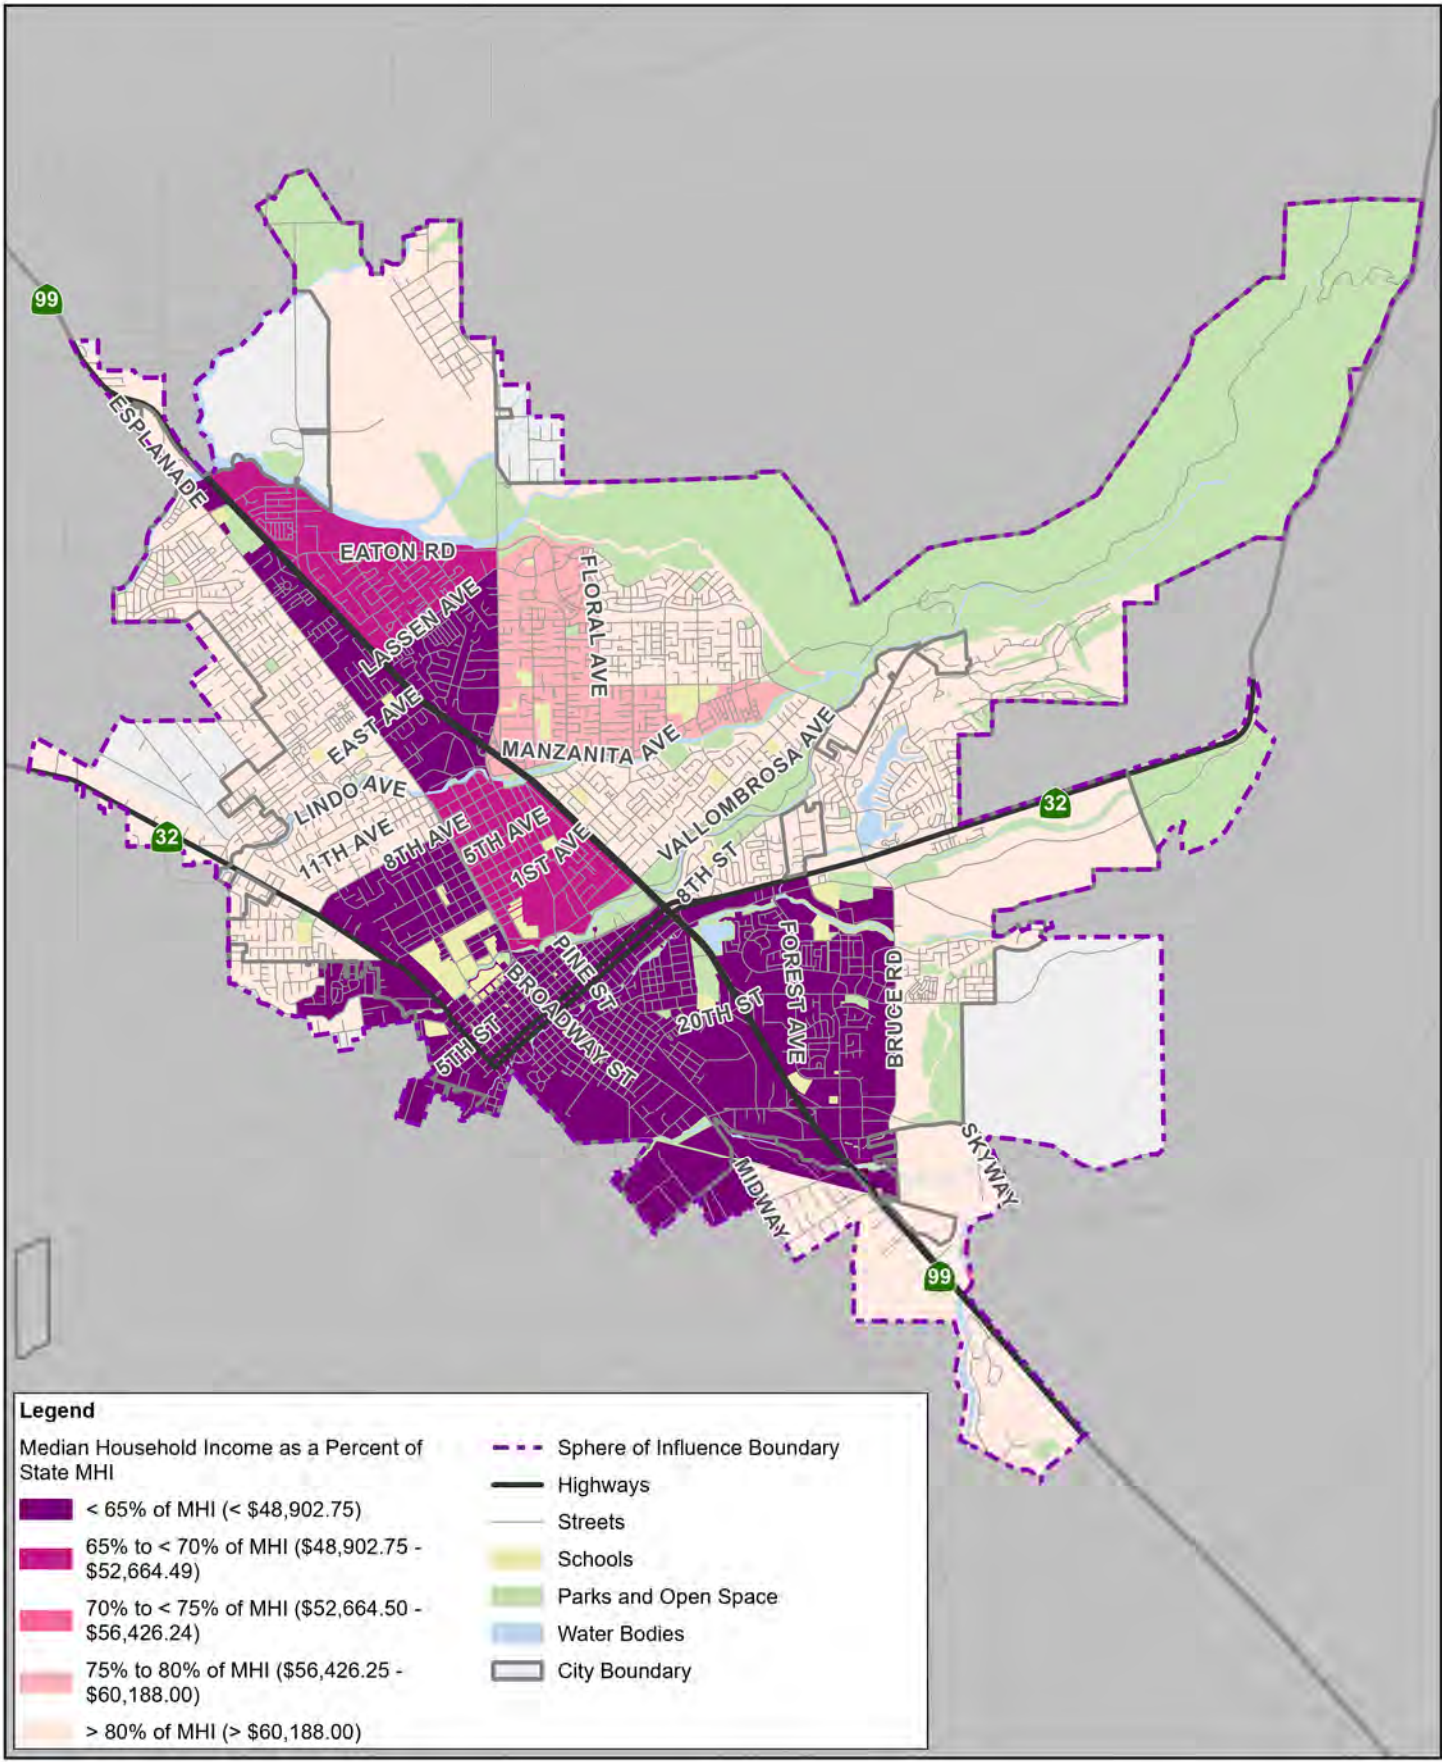 99
ESPLANADE
EATON RD
FLORAL AVE
LASSEN AVE
EAST AVE
MANZANITA AVE
VALLOMBROSA AVE
LINDO AVE
32
32
11TH AVE
8TH AVE
5TH AVE
1ST AVE
8TH ST
PINE ST
FOREST AVE
BRUCE RD
BROADWAY ST
20TH ST
5TH ST
SKYWAY
MIDWAY
99
Legend
Median Household Income as a Percent of
State MHI
< 65% of MHI (< $48,902.75)
65% to < 70% of MHI ($48,902.75 -
$52,664.49)
70% to < 75% of MHI ($52,664.50 -
$56,426.24)
75% to 80% of MHI ($56,426.25 -
$60,188.00)
> 80% of MHI (> $60,188.00)
Sphere of Influence Boundary
Highways
Streets
Schools
Parks and Open Space
Water Bodies
City Boundary